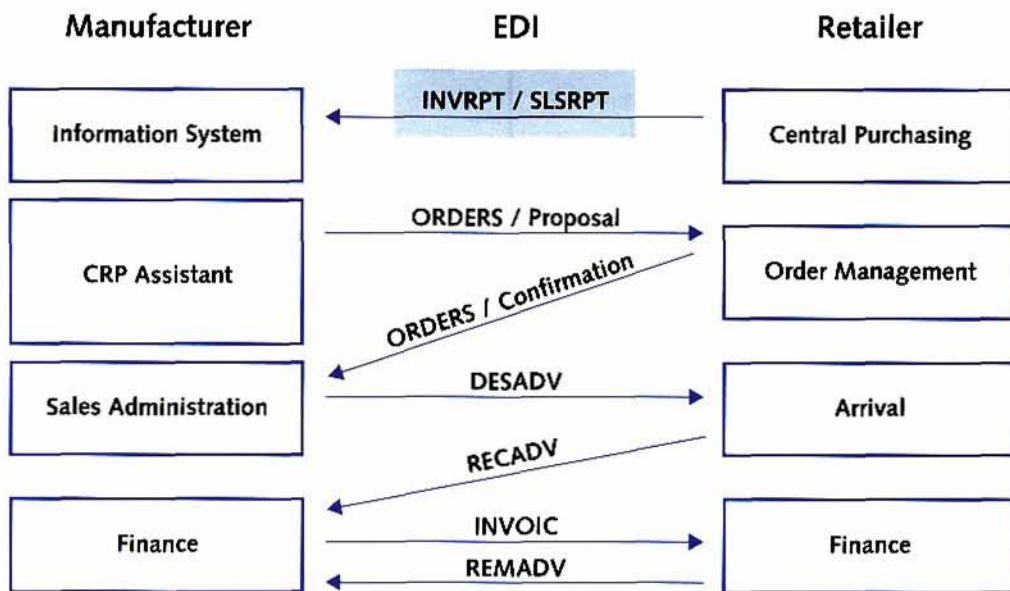 Manufacturer
EDI
Retailer
INVRPT / SLSRPT
Information System
Central Purchasing
ORDERS / Proposal
CRP Assistant
Order Management
ORDERS / Confirmation
DESADV
Sales Administration
Arrival
RECADV
INVOIC
Finance
Finance
REMADV